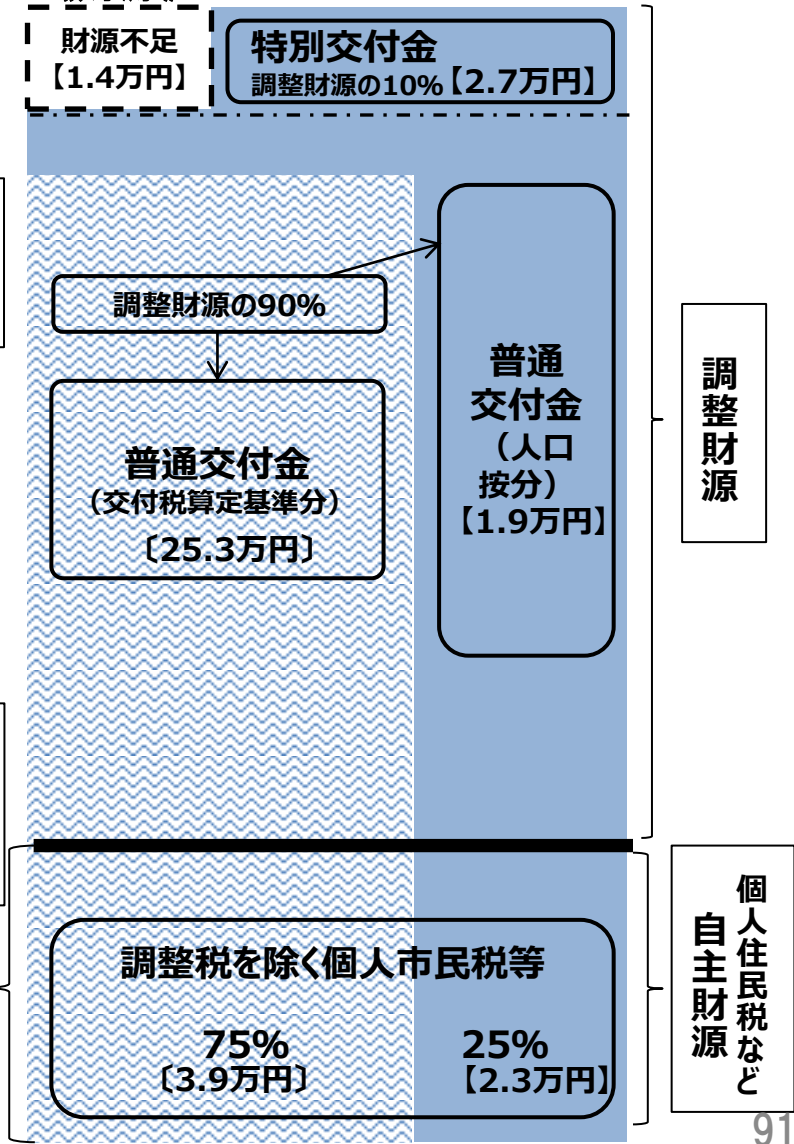 財源不足
【1.4万円】
特別交付金
調整財源の10%【2.7万円】
調整財源の90%
普通交付金
（交付税算定基準分）
〔25.3万円〕
普通
交付金
（人口
按分）
【1.9万円】
調整財源
調整税を除く個人市民税等
75%
〔3.9万円〕
25%
【2.3万円】
個人住民税など
自主財源
91